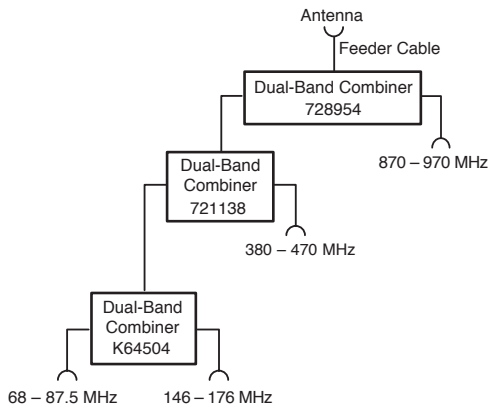 Antenna
Feeder Cable
Dual-Band Combiner
728954
870 – 970 MHz
Dual-Band
Combiner
721138
380 – 470 MHz
Dual-Band
Combiner
K64504
68 – 87.5 MHz
146 – 176 MHz